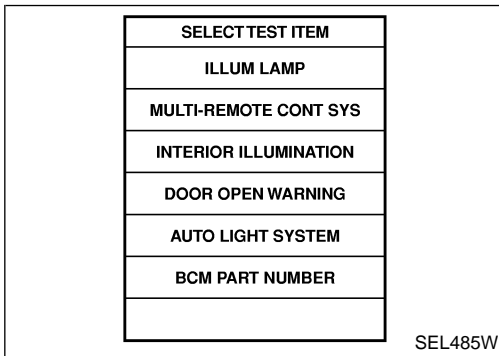 SELECT TEST ITEM
ILLUM LAMP
MULTI-REMOTE CONT SYS
INTERIOR ILLUMINATION
DOOR OPEN WARNING
AUTO LIGHT SYSTEM
BCM PART NUMBER
SEL485W